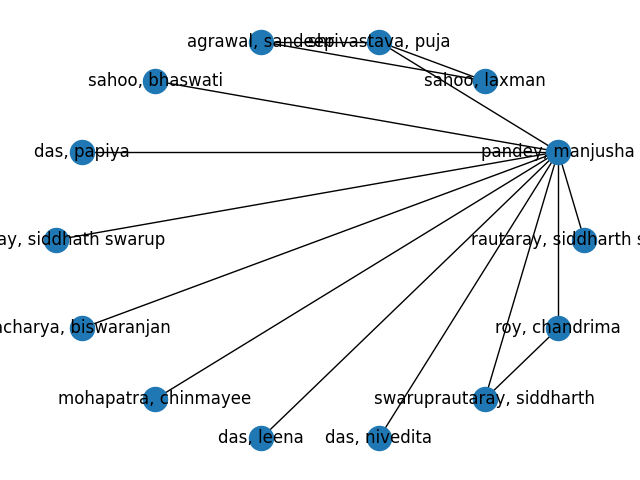 agrawal, sandeep
shrivastava, puja
sahoo, bhaswati
sahoo, laxman
das, papiya
pandey, manjusha
ay, siddhath swarup
rautaray, siddharth s
acharya, biswaranjan
roy, chandrima
mohapatra, chinmayee
swaruprautaray, siddharth
das, leena
das, nivedita